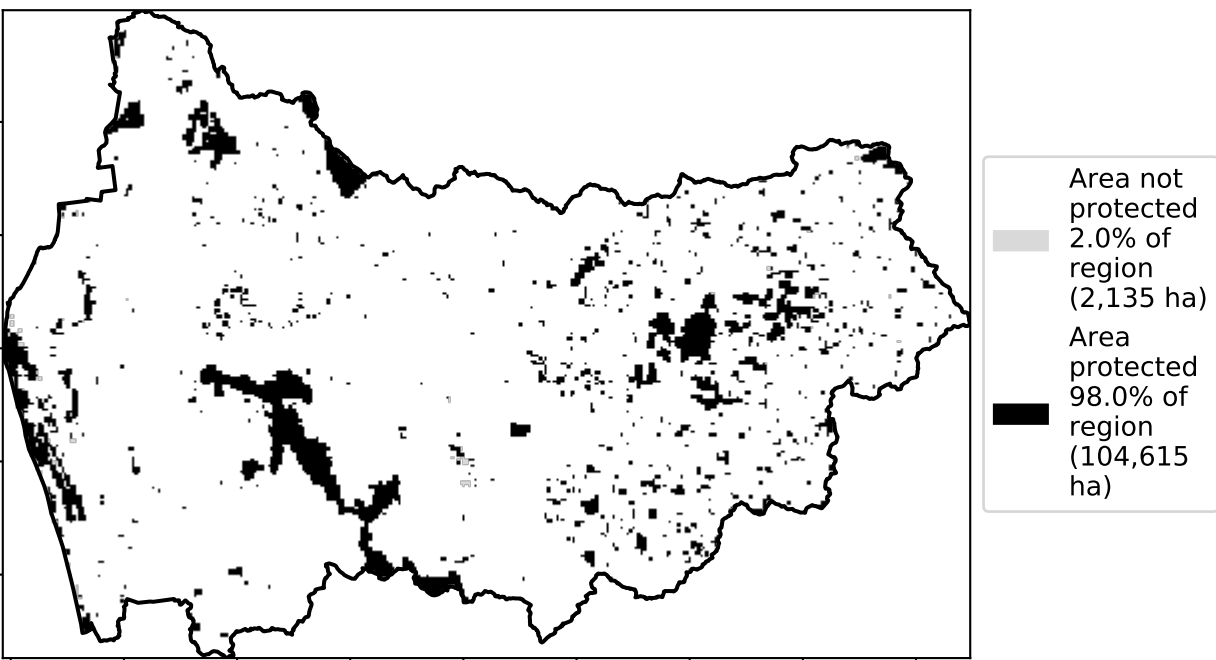 Area not
protected
2.0% of
region
(2,135 ha)
Area
protected
98.0% of
region
(104,615
ha)